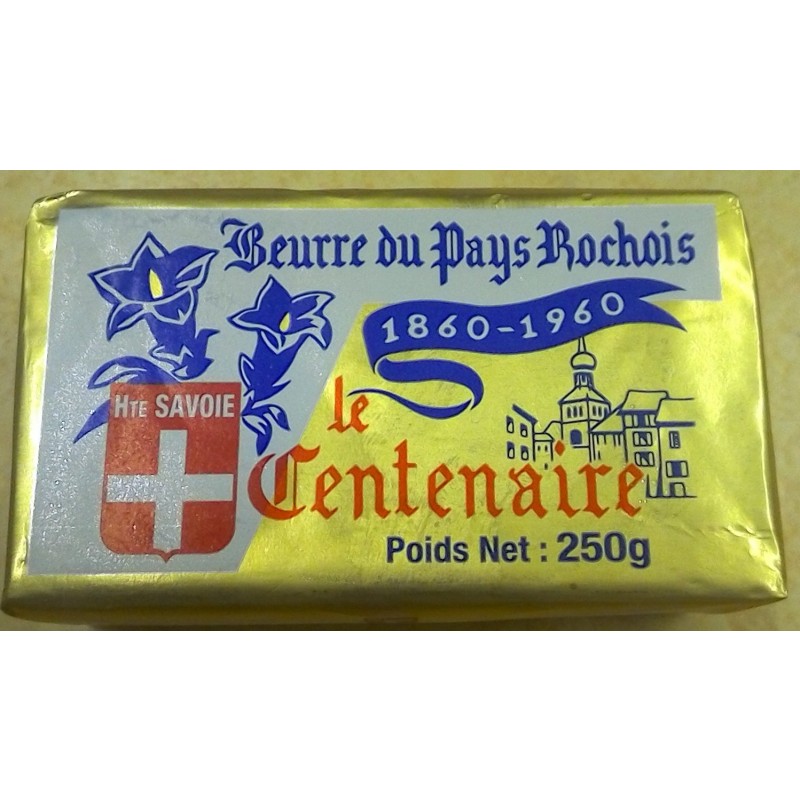 Beurre du Pays Rochois
1860-1960
HTE SAVOIE
le
Centenaire
Poids Net : 250g